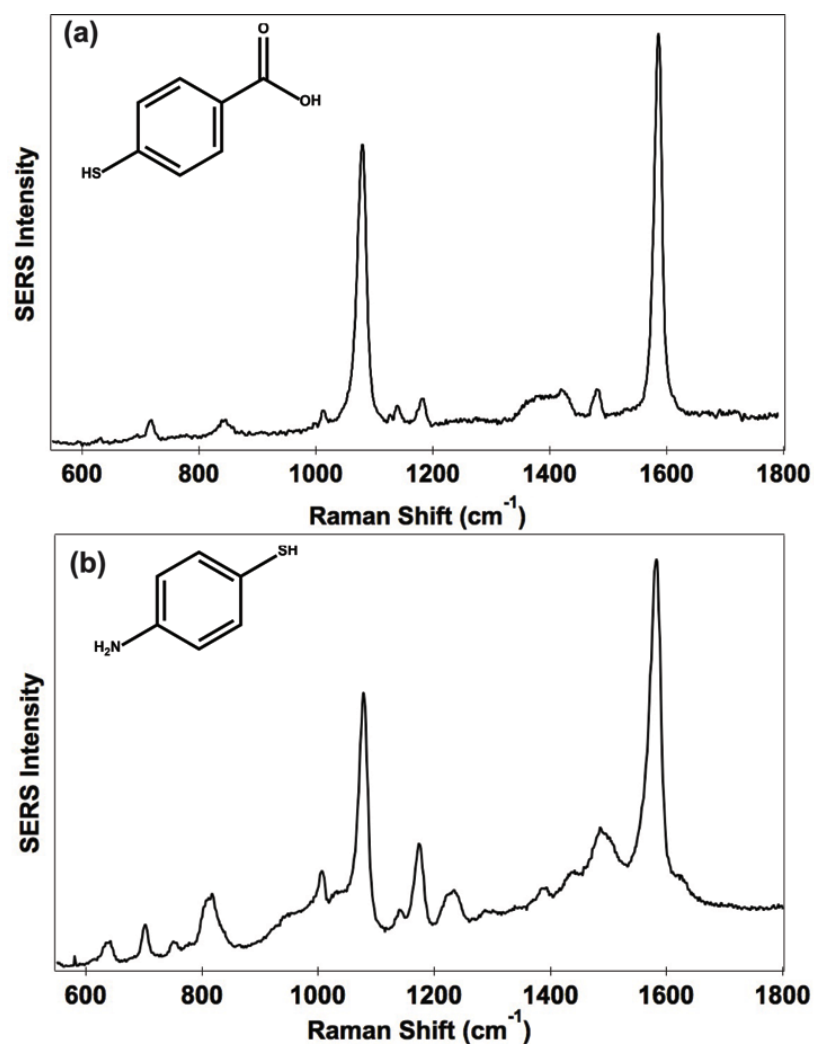 (a)
O
OH
HS
SERS Intensity
600 800 1000 1200 1400 1600 1800
Raman Shift (cm⁻¹)
(b)
SH
H₂N
SERS Intensity
600 800 1000 1200 1400 1600 1800
Raman Shift (cm⁻¹)